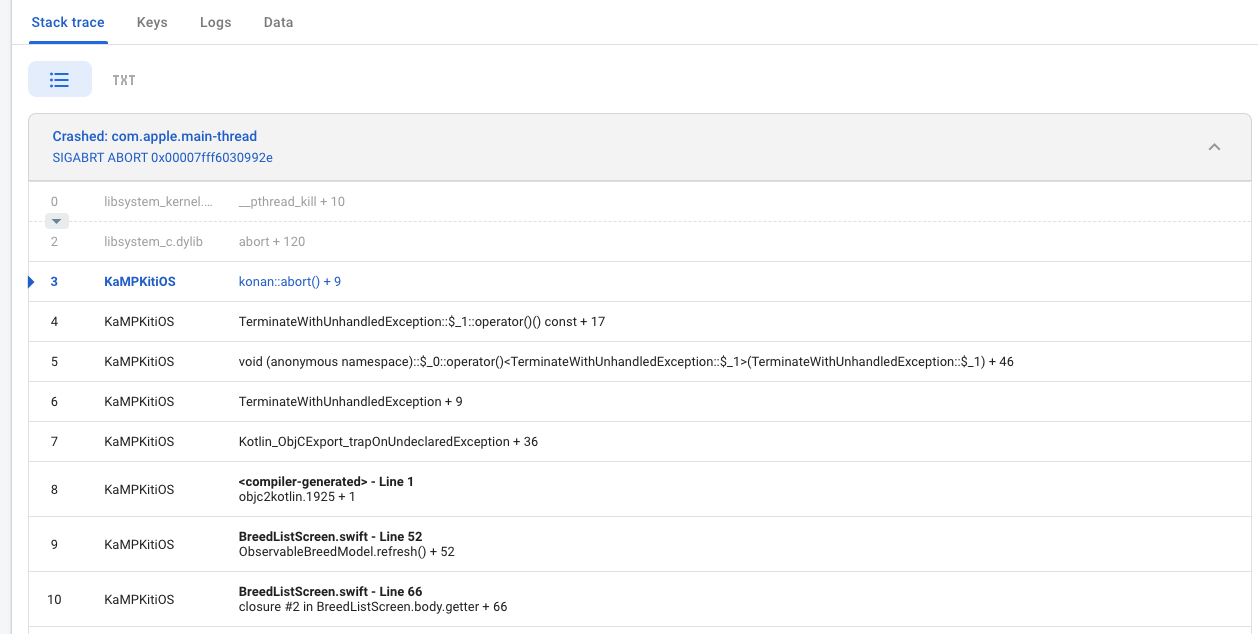 Stack trace Keys Logs Data
TXT
Crashed: com.apple.main-thread
SIGABRT ABORT 0x00007fff6030992e
0 libsystem_kernel.... __pthread_kill + 10
2 libsystem_c.dylib abort + 120
3 KaMPKitiOS konan::abort() + 9
4 KaMPKitiOS TerminateWithUnhandledException::$_1::operator()() const + 17
5 KaMPKitiOS void (anonymous namespace)::$_0::operator()<TerminateWithUnhandledException::$_1>(TerminateWithUnhandledException::$_1) + 46
6 KaMPKitiOS TerminateWithUnhandledException + 9
7 KaMPKitiOS Kotlin_ObjCExport_trapOnUndeclaredException + 36
8 KaMPKitiOS <compiler-generated> - Line 1
objc2kotlin.1925 + 1
9 KaMPKitiOS BreedListScreen.swift - Line 52
ObservableBreedModel.refresh() + 52
10 KaMPKitiOS BreedListScreen.swift - Line 66
closure #2 in BreedListScreen.body.getter + 66